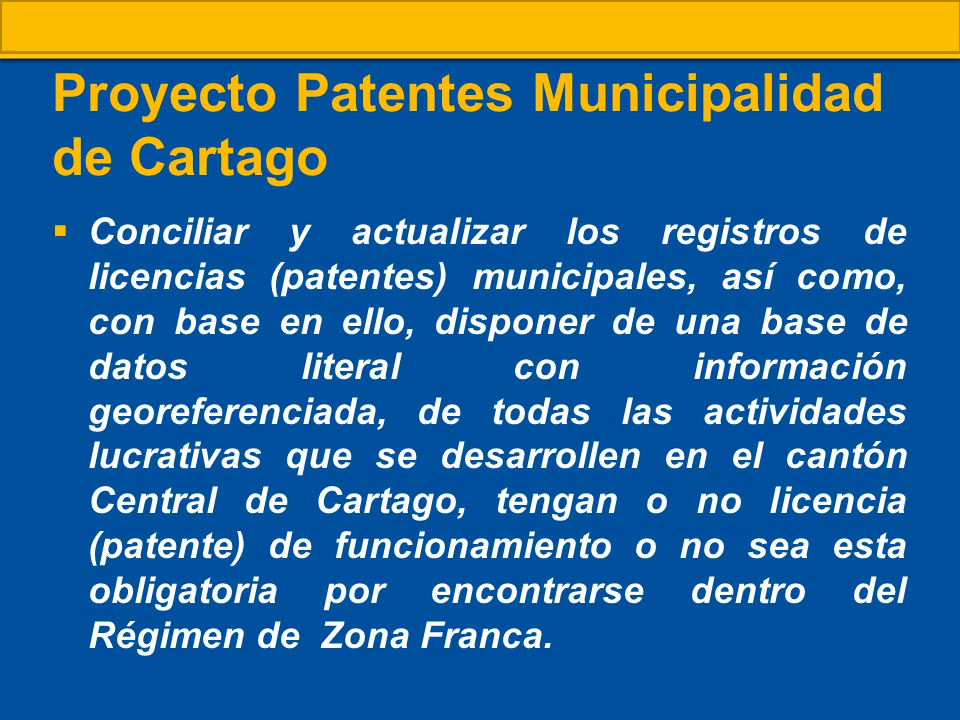 Proyecto Patentes Municipalidad
de Cartago
▪ Conciliar y actualizar los registros de
licencias (patentes) municipales, así como,
con base en ello, disponer de una base de
datos literal con información
georeferenciada, de todas las actividades
lucrativas que se desarrollen en el cantón
Central de Cartago, tengan o no licencia
(patente) de funcionamiento o no sea esta
obligatoria por encontrarse dentro del
Régimen de Zona Franca.